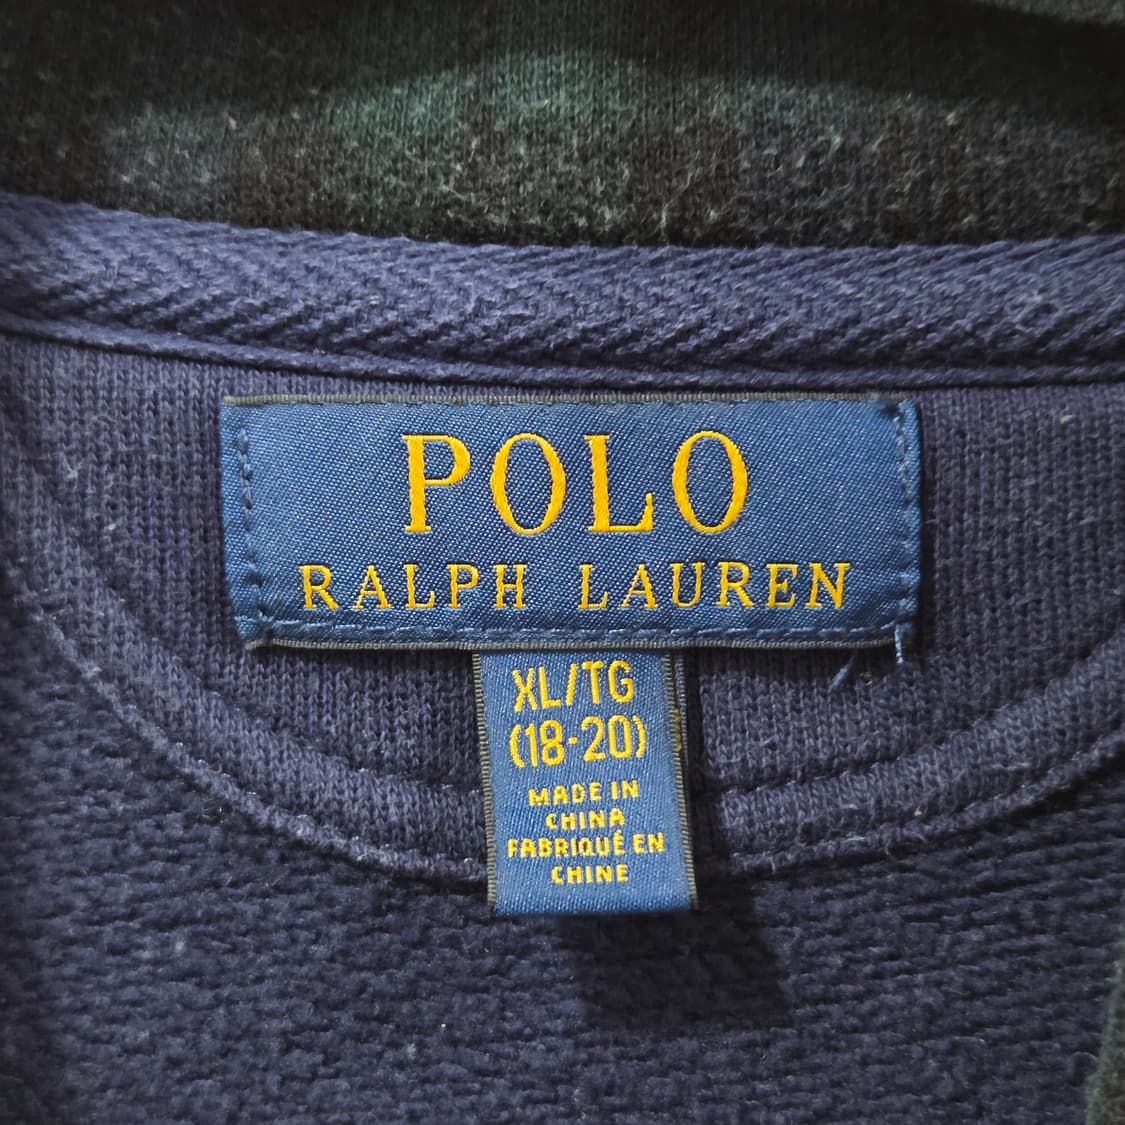 POLO
RALPH LAUREN
XL/TG
(18-20)
MADE IN
CHINA
FABRIQUÉ EN
CHINE